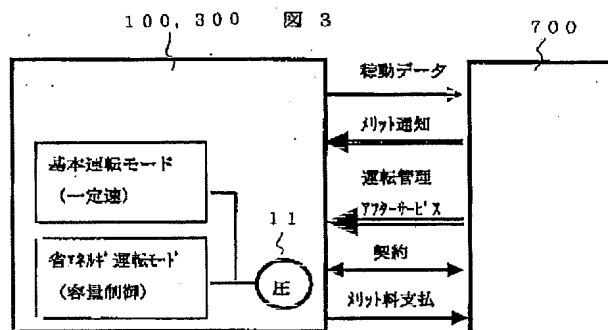 １００，３００　図　３
７００
稼動データ
メリット通知
基本運転モード
（一定速）
運転管理
アフターサービス
１１
契約
省エネルギ運転モード
（容量制御）
圧
メリット料支払